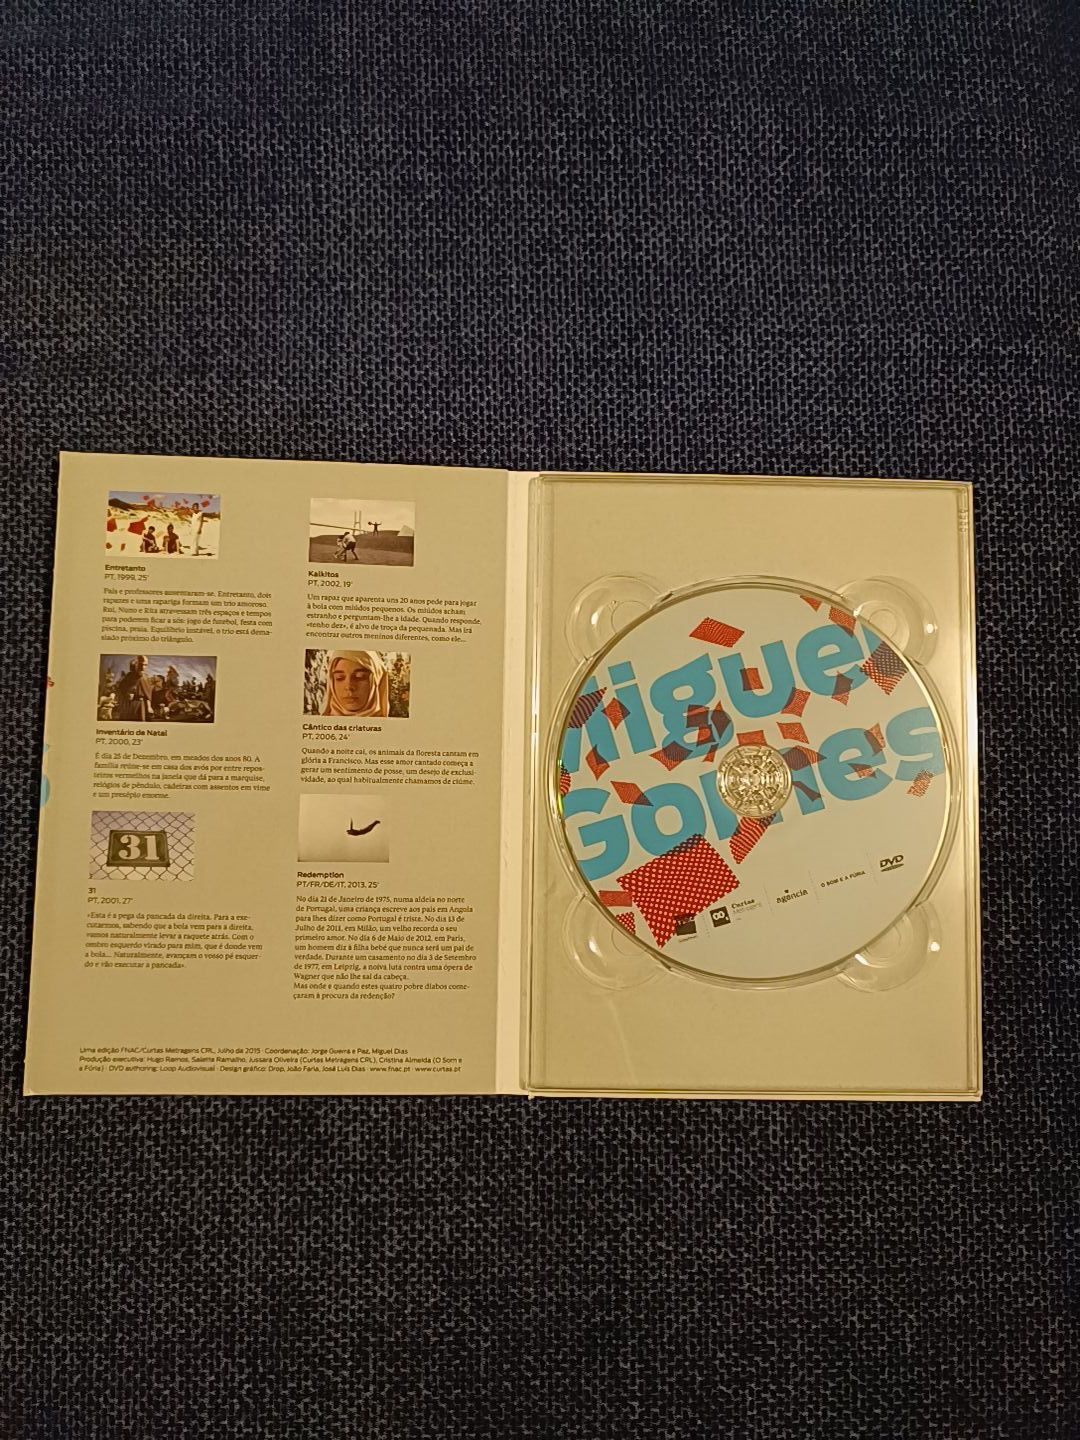 Entretanto
PT, 1999, 25'
Pais e professores ausentaram-se. Entretanto, dois
rapazes e uma rapariga formam um trio amoroso.
Rui, Nuno e Rita atravessam três espaços e tempos
para poderem ficar a sós: jogo de futebol, festa com
piscina, praia. Equilíbrio instável, o trio está dema-
siado próximo do triângulo.
Inventário de Natal
PT, 2000, 23'
É dia 25 de Dezembro, em meados dos anos 80. A
família reúne-se em casa dos avós por entre repos-
teiros vermelhos na janela que dá para a marquise,
relógios de pêndulo, cadeiras com assentos em vime
e um presépio enorme.
31
31
PT, 2001, 27'
«Esta é a pega da pancada da direita. Para a exe-
cutarmos, sabendo que a bola vem para a direita,
vamos naturalmente levar a raquete atrás. Com o
ombro esquerdo virado para mim, que é donde vem
a bola... Naturalmente, avançam o vosso pé esquer-
do e vão executar a pancada».
Kalkitos
PT, 2002, 19'
Um rapaz que aparenta uns 20 anos pede para jogar
à bola com miúdos pequenos. Os miúdos acham
estranho e perguntam-lhe a idade. Quando responde,
«tenho dez», é alvo de troça da pequenada. Mas irá
encontrar outros meninos diferentes, como ele...
Cântico das criaturas
PT, 2006, 24'
Quando a noite cai, os animais da floresta cantam em
glória a Francisco. Mas esse amor cantado começa a
gerar um sentimento de posse, um desejo de exclusi-
vidade, ao qual habitualmente chamamos de ciúme.
Redemption
PT/FR/DE/IT, 2013, 25'
No dia 21 de Janeiro de 1975, numa aldeia no norte
de Portugal, uma criança escreve aos pais em Angola
para lhes dizer como Portugal é triste. No dia 13 de
Julho de 2011, em Milão, um velho recorda o seu
primeiro amor. No dia 6 de Maio de 2012, em Paris,
um homem diz à filha bebé que nunca será um pai de
verdade. Durante um casamento no dia 3 de Setembro
de 1977, em Leipzig, a noiva luta contra uma ópera de
Wagner que não lhe sai da cabeça.
Mas onde e quando estes quatro pobre diabos come-
çaram à procura da redenção?
Uma edição FNAC/Curtas Metragens CRL, Julho de 2015 · Coordenação: Jorge Guerra e Paz, Miguel Dias
Produção executiva: Hugo Ramos, Salette Ramalho, Jussara Oliveira (Curtas Metragens CRL), Cristina Almeida (O Som e
a Fúria) · DVD authoring: Loop Audiovisual · Design gráfico: Drop, João Faria, José Luís Dias · www.fnac.pt · www.curtas.pt
Miguel
Gomes
Curtas
Metragens
agência
O SOM E A FÚRIA
DVD